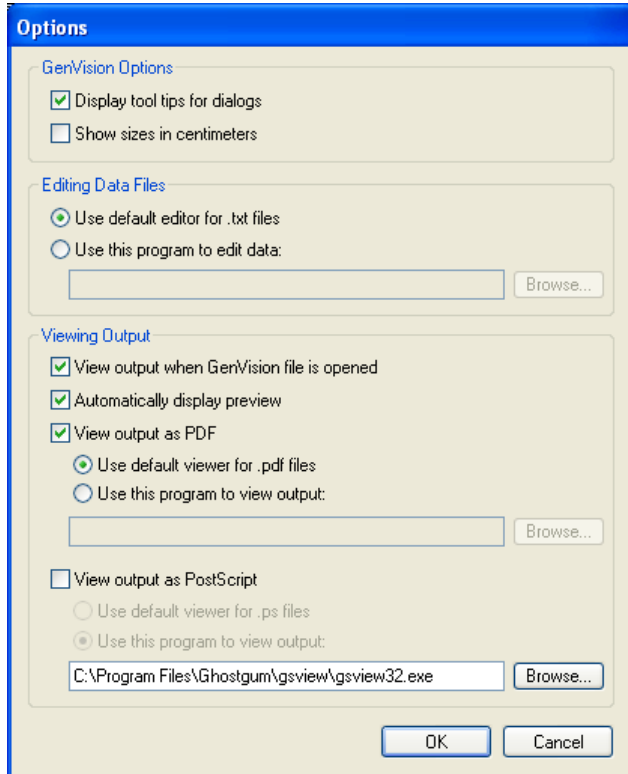 Options
GenVision Options
Display tool tips for dialogs
Show sizes in centimeters
Editing Data Files
Use default editor for .txt files
Use this program to edit data:
Browse...
Viewing Output
View output when GenVision file is opened
Automatically display preview
View output as PDF
Use default viewer for .pdf files
Use this program to view output:
Browse...
View output as PostScript
Use default viewer for .ps files
Use this program to view output:
C:\Program Files\Ghostgum\gsview\gsview32.exe Browse...
OK Cancel